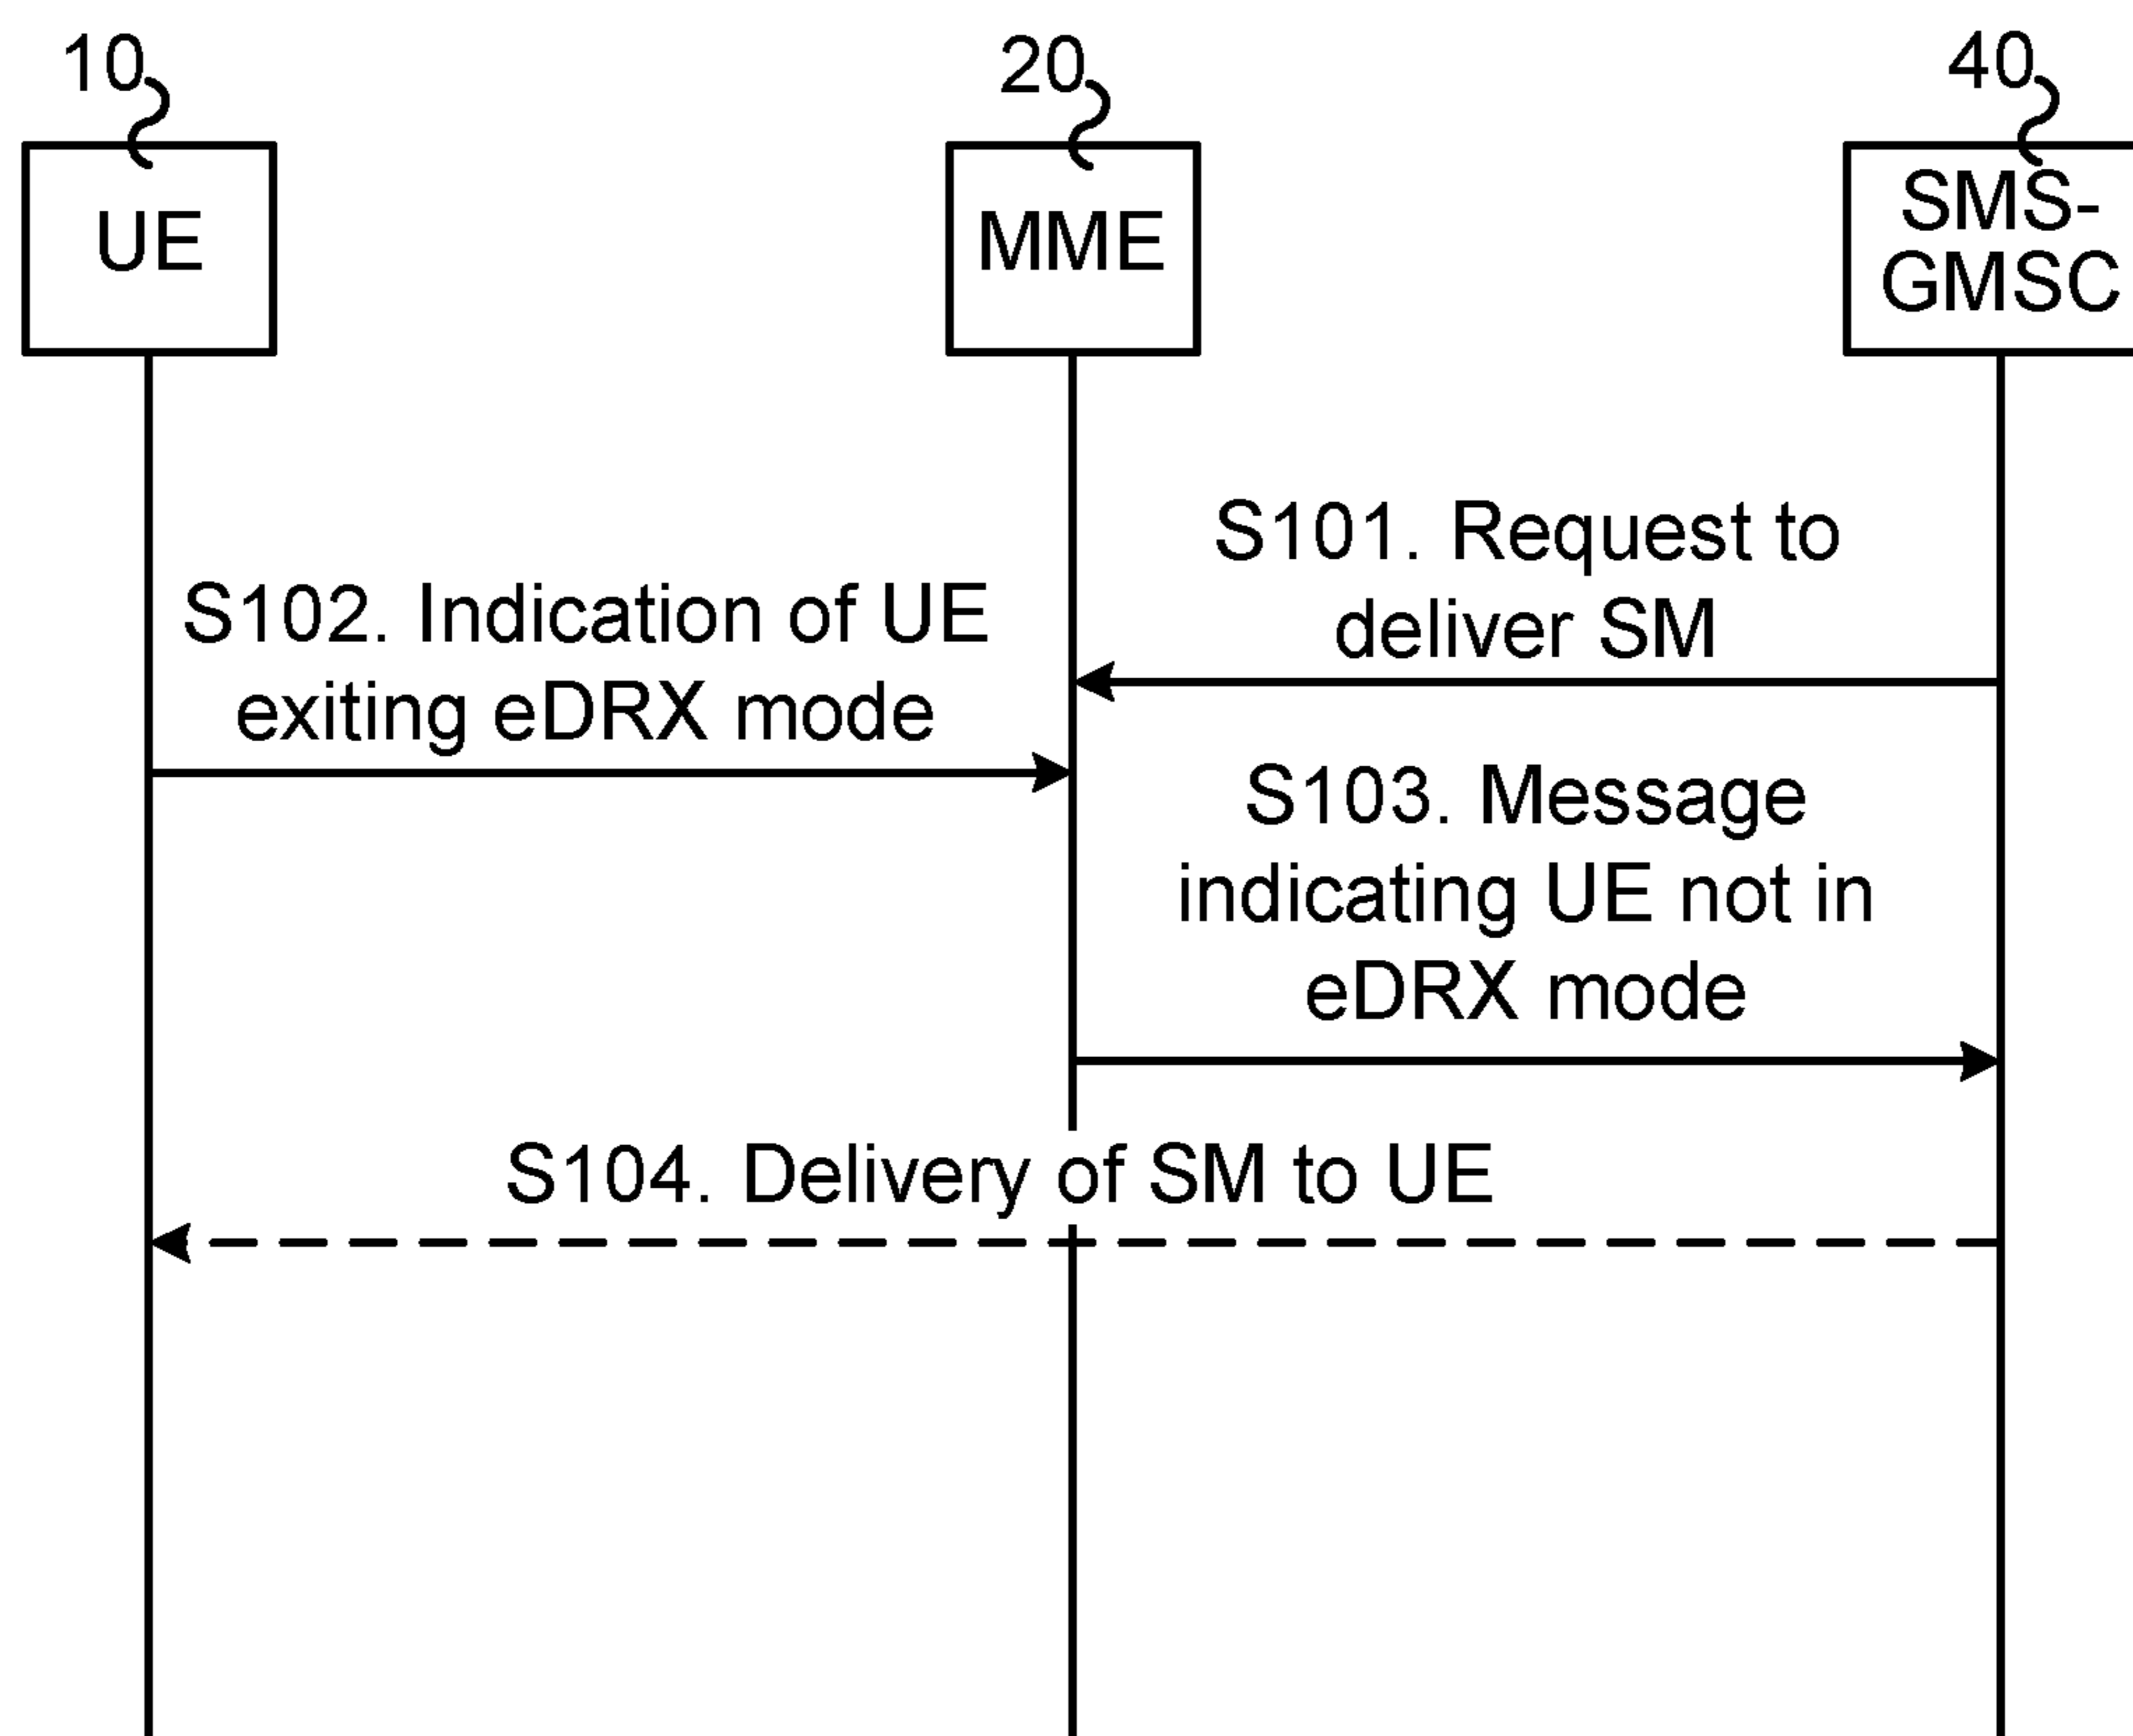 10
20
40
UE
MME
SMS-
GMSC
S101. Request to
deliver SM
S102. Indication of UE
exiting eDRX mode
S103. Message
indicating UE not in
eDRX mode
S104. Delivery of SM to UE